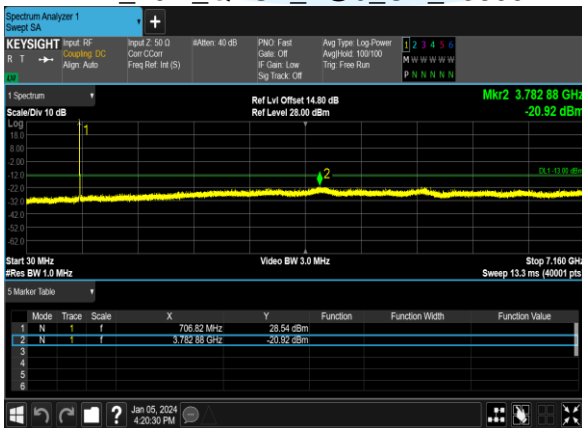 Spectrum Analyzer 1
Swept SA
+
KEYSIGHT
R T
LV
Input: RF
Coupling: DC
Align: Auto
Input Z: 50 Ω
Corr CCorr
Freq Ref: Int (S)
#Atten: 40 dB
PNO: Fast
Gate: Off
IF Gain: Low
Sig Track: Off
Avg Type: Log-Power
Avg|Hold: 100/100
Trig: Free Run
1 2 3 4 5 6
M W W W W W
P N N N N N
1 Spectrum
Scale/Div 10 dB
Ref Lvl Offset 14.80 dB
Ref Level 28.00 dBm
Mkr2 3.782 88 GHz
-20.92 dBm
Log
18.0
8.00
-2.00
-12.0
-22.0
-32.0
-42.0
-52.0
-62.0
1
2
DL1 -13.00 dBm
Start 30 MHz
#Res BW 1.0 MHz
Video BW 3.0 MHz
Stop 7.160 GHz
Sweep 13.3 ms (40001 pts)
5 Marker Table
Mode Trace Scale X Y Function Function Width Function Value
1 N 1 f 706.82 MHz 28.54 dBm
2 N 1 f 3.782 88 GHz -20.92 dBm
3
4
5
6
?
Jan 05, 2024
4:20:30 PM